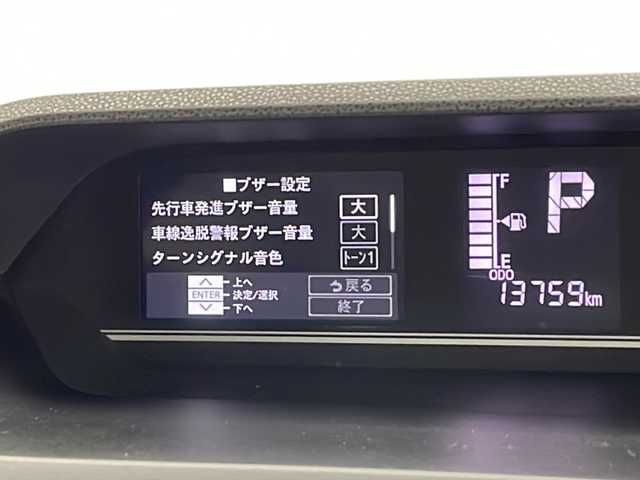 ■ブザー設定
先行車発進ブザー音量 大
車線逸脱警報ブザー音量 大
ターンシグナル音色 トーン1
上へ
ENTER 決定/選択
下へ
戻る
終了
F
E
P
ODO
13759km